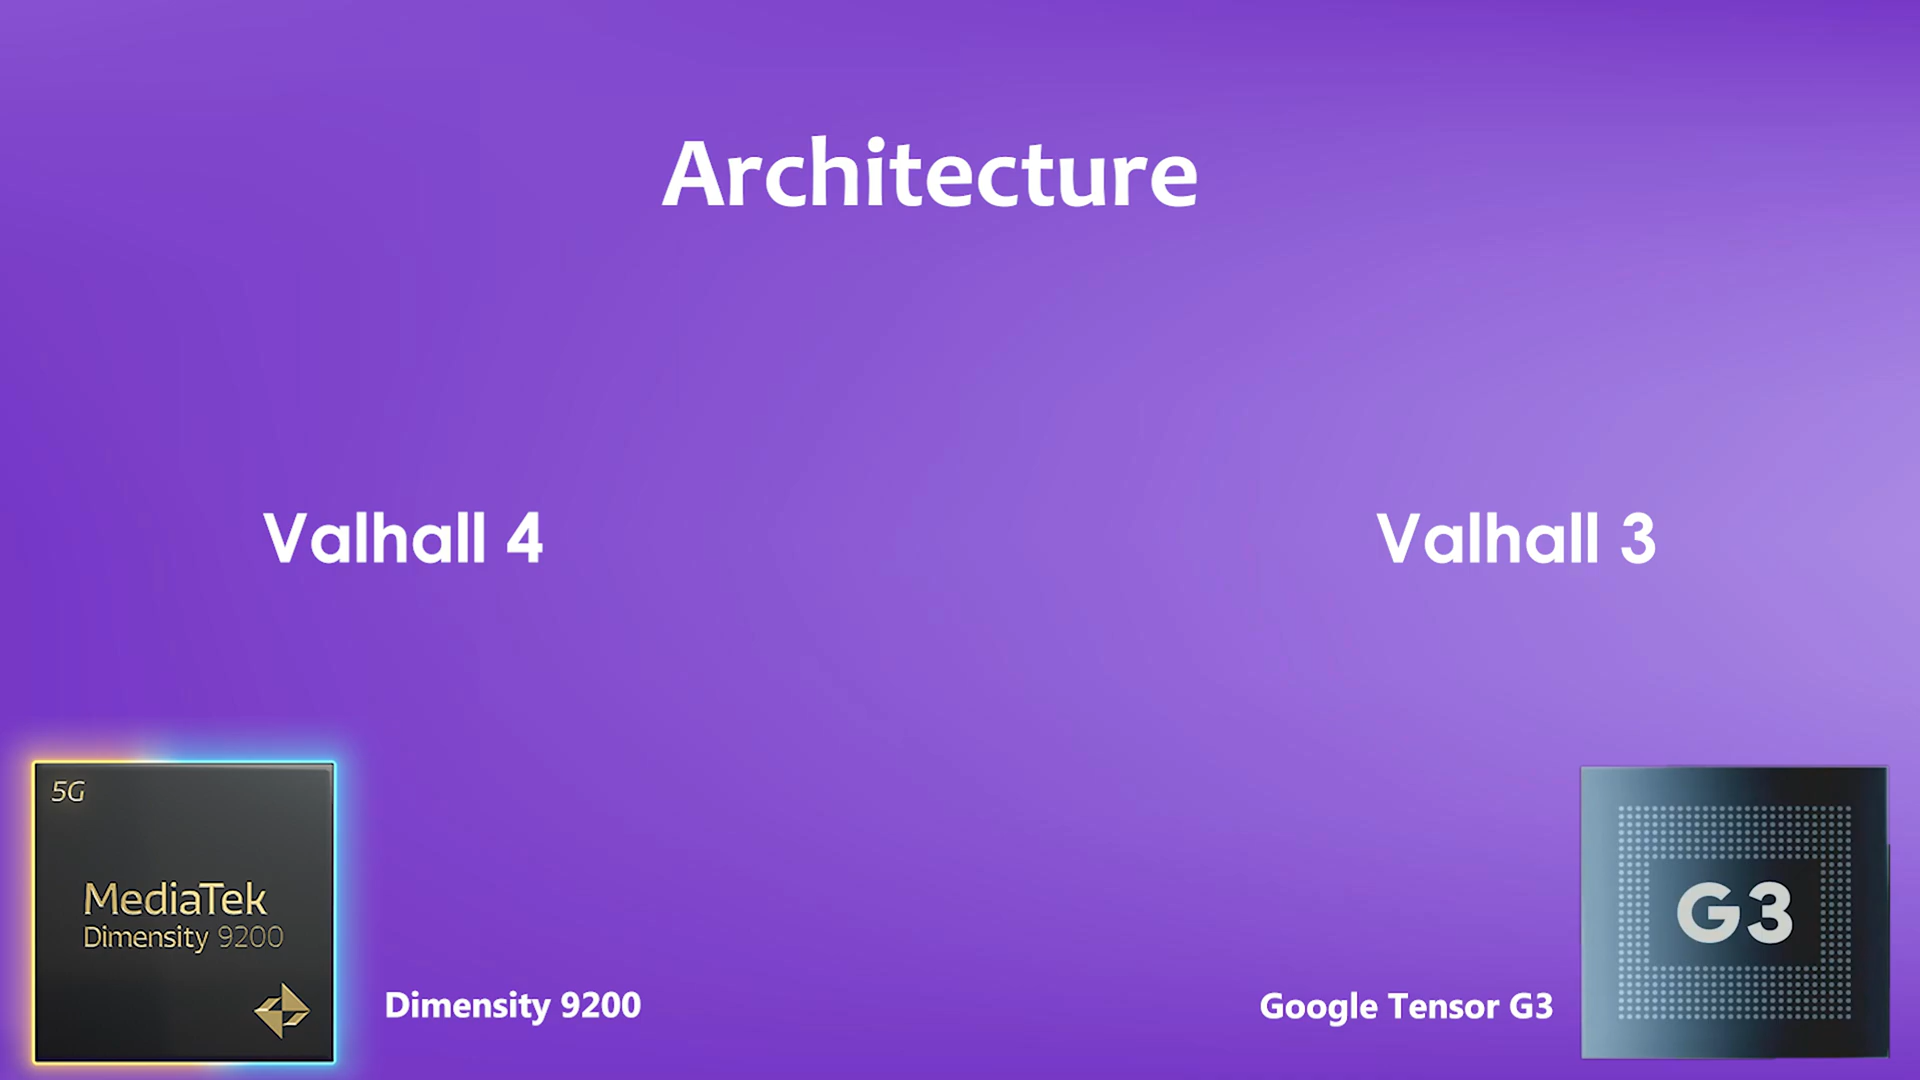 Architecture
Valhall 4
Valhall 3
5G
MediaTek
Dimensity 9200
Dimensity 9200
Google Tensor G3
G3